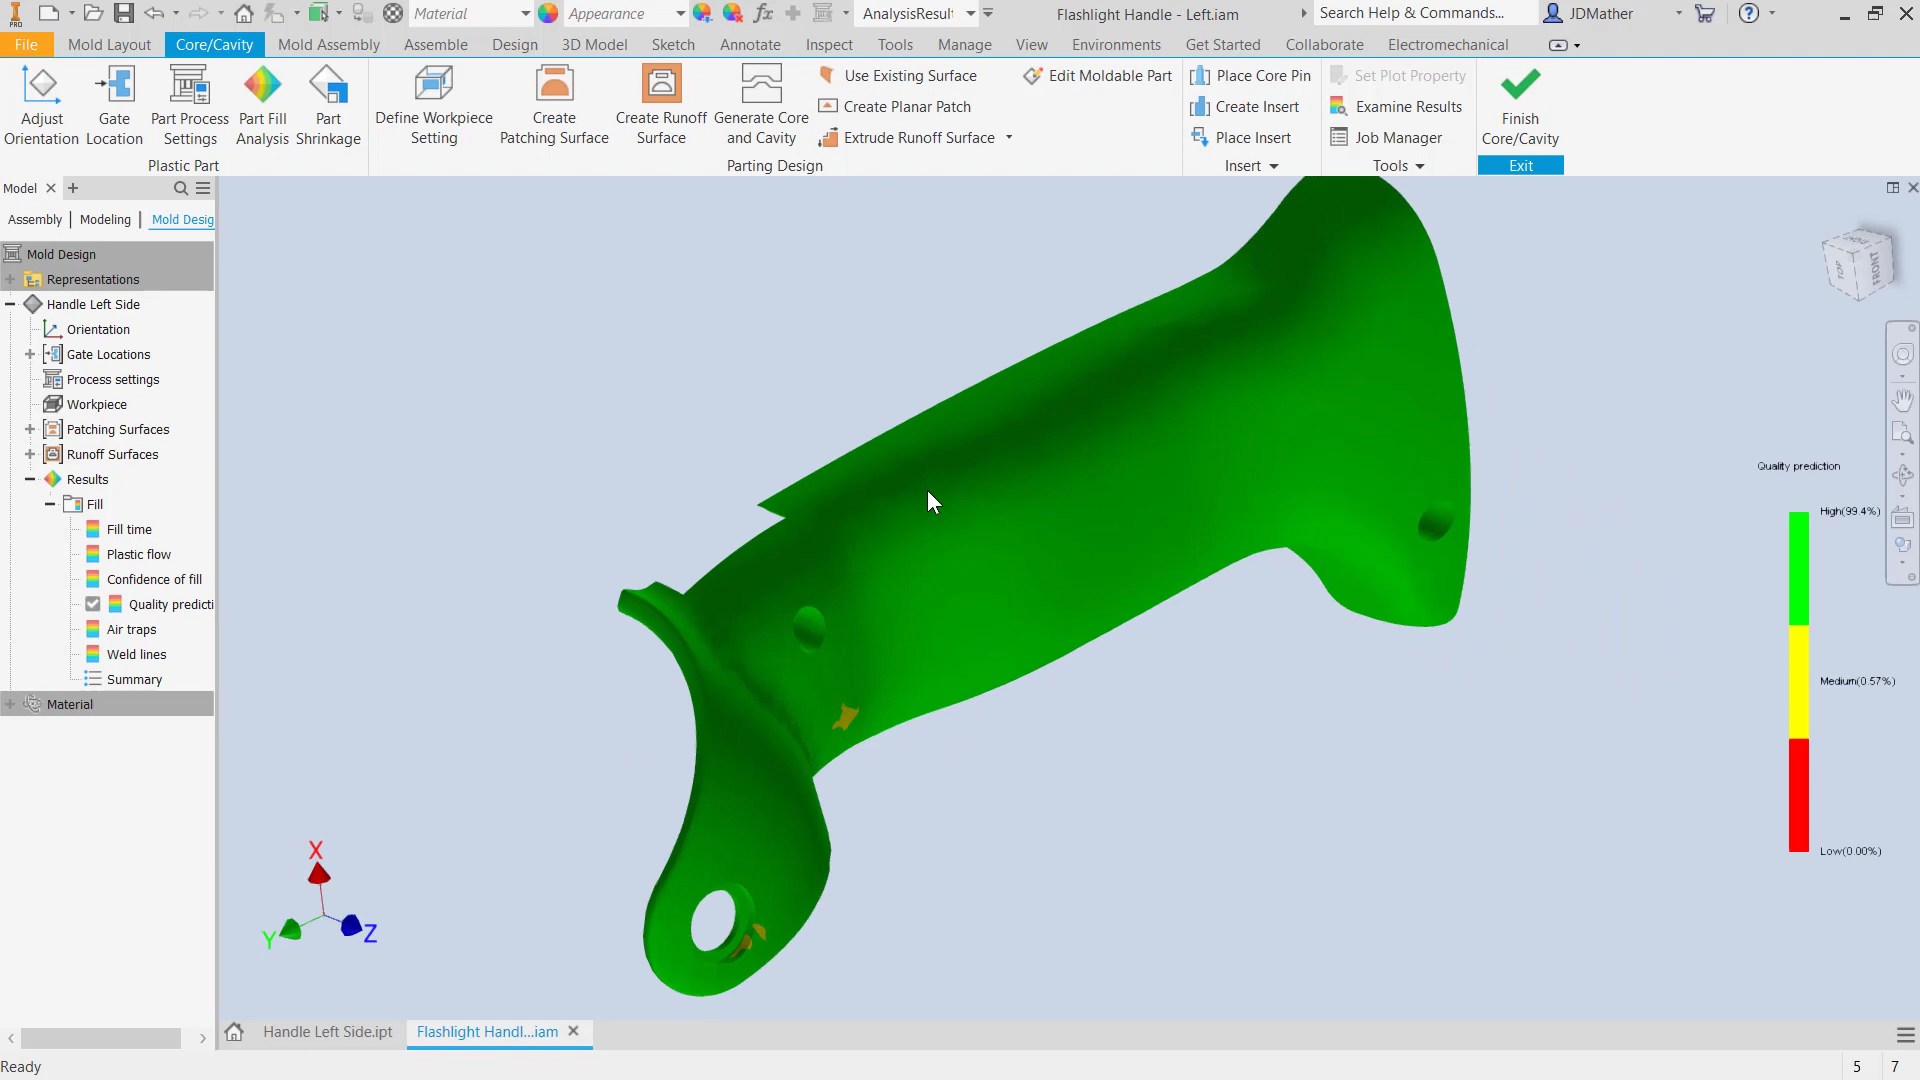 Material
Appearance
AnalysisResul
Flashlight Handle - Left.iam
Search Help & Commands...
JDMather
File
Mold Layout
Core/Cavity
Mold Assembly
Assemble
Design
3D Model
Sketch
Annotate
Inspect
Tools
Manage
View
Environments
Get Started
Collaborate
Electromechanical
Adjust
Orientation
Gate
Location
Part Process
Settings
Part Fill
Analysis
Part
Shrinkage
Plastic Part
Define Workpiece
Setting
Create
Patching Surface
Create Runoff
Surface
Generate Core
and Cavity
Use Existing Surface
Create Planar Patch
Extrude Runoff Surface
Edit Moldable Part
Parting Design
Place Core Pin
Create Insert
Place Insert
Insert
Set Plot Property
Examine Results
Job Manager
Tools
Finish
Core/Cavity
Exit
Model
Assembly
Modeling
Mold Desig
Mold Design
Representations
Handle Left Side
Orientation
Gate Locations
Process settings
Workpiece
Patching Surfaces
Runoff Surfaces
Results
Fill
Fill time
Plastic flow
Confidence of fill
Quality predicti
Air traps
Weld lines
Summary
Material
TOP
FRONT
Quality prediction
High(99.4%)
Medium(0.57%)
Low(0.00%)
X
Y
Z
Handle Left Side.ipt
Flashlight Handl...iam
Ready
5
7